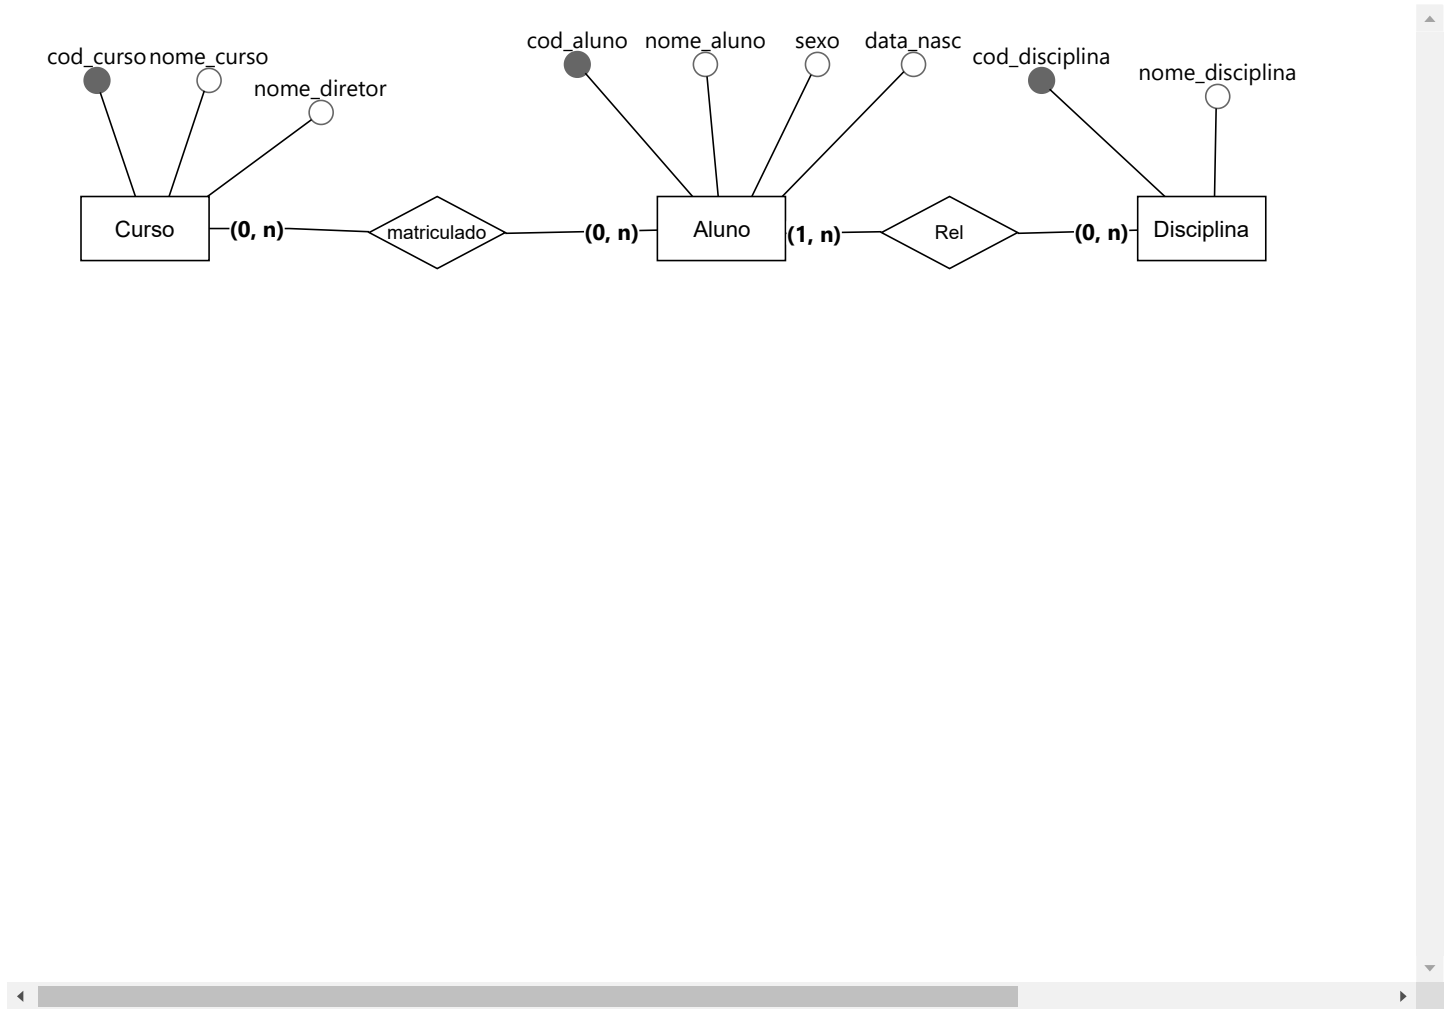 cod_curso nome_curso
nome_diretor
cod_aluno nome_aluno sexo data_nasc
cod_disciplina
nome_disciplina
Curso (0, n) matriculado (0, n) Aluno (1, n) Rel (0, n) Disciplina